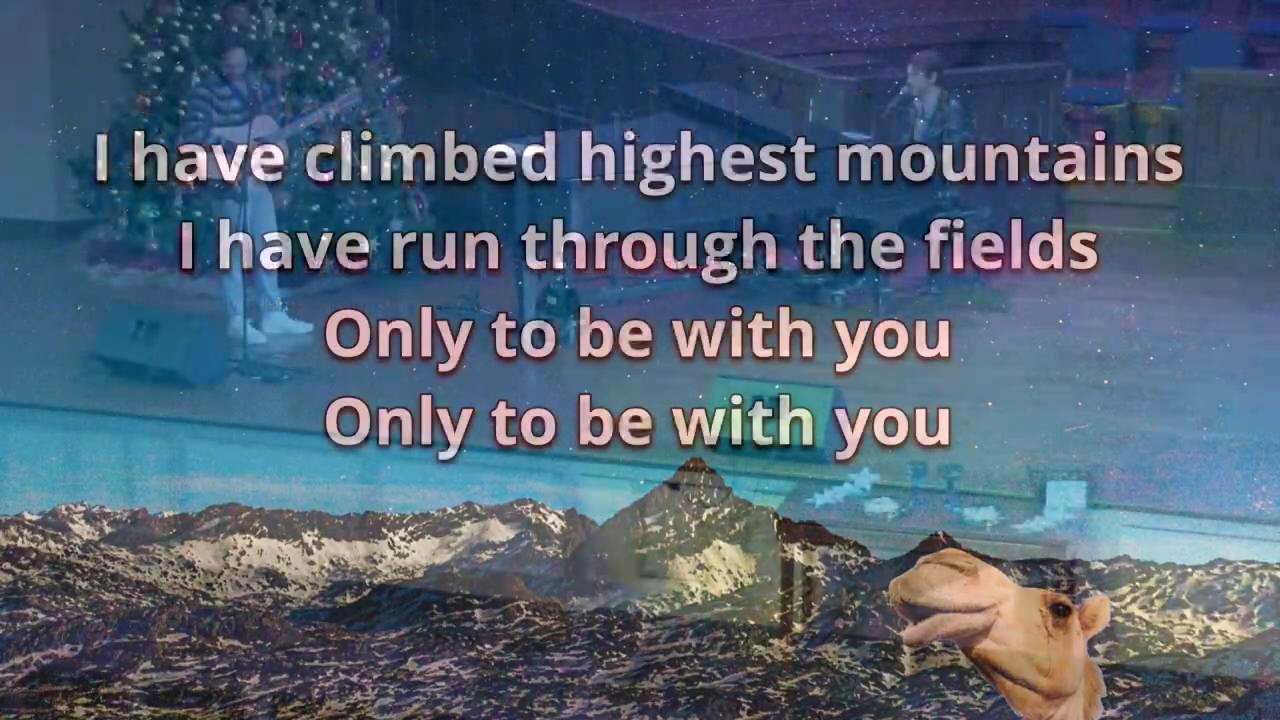 I have climbed highest mountains
I have run through the fields
Only to be with you
Only to be with you